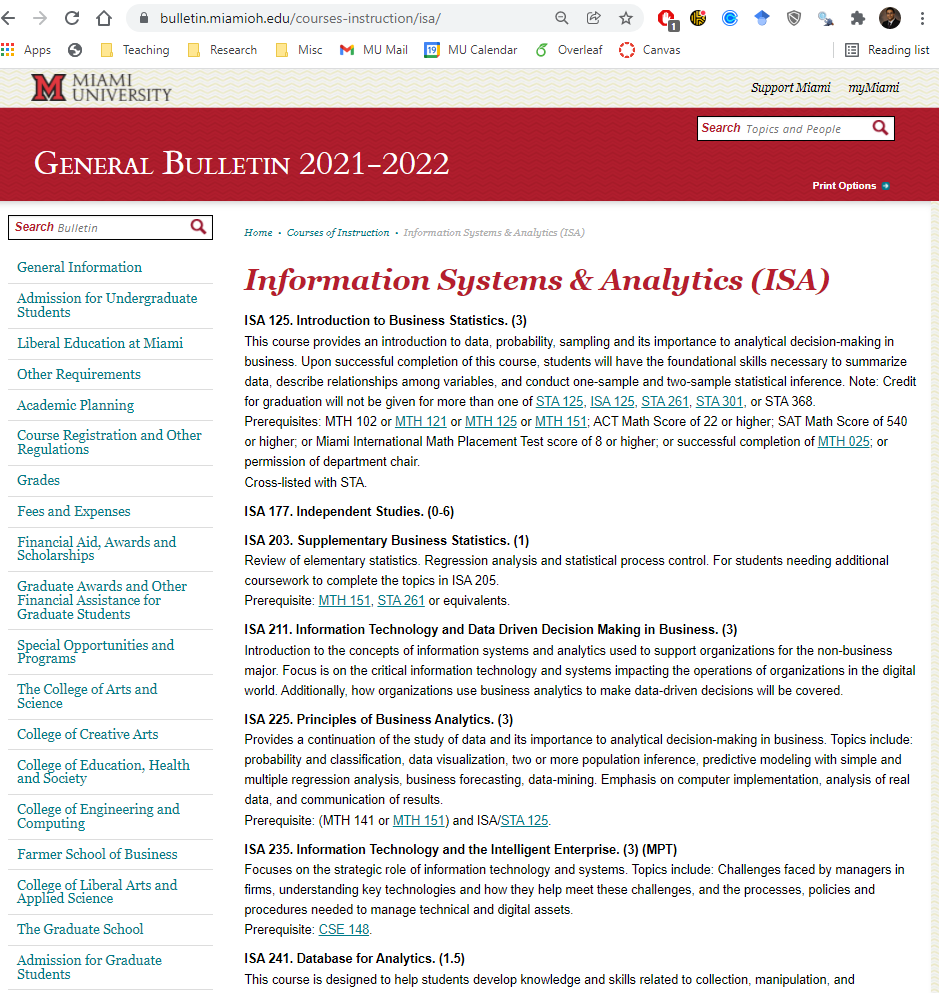 bulletin.miamioh.edu/courses-instruction/isa/
1
Apps
Teaching
Research
Misc
MU Mail
19
MU Calendar
Overleaf
Canvas
Reading list
MIAMI
UNIVERSITY
Support Miami
myMiami
Search Topics and People
General Bulletin 2021–2022
Print Options
Search Bulletin
General Information
Admission for Undergraduate
Students
Liberal Education at Miami
Other Requirements
Academic Planning
Course Registration and Other
Regulations
Grades
Fees and Expenses
Financial Aid, Awards and
Scholarships
Graduate Awards and Other
Financial Assistance for
Graduate Students
Special Opportunities and
Programs
The College of Arts and
Science
College of Creative Arts
College of Education, Health
and Society
College of Engineering and
Computing
Farmer School of Business
College of Liberal Arts and
Applied Science
The Graduate School
Admission for Graduate
Students
Home • Courses of Instruction • Information Systems & Analytics (ISA)
Information Systems & Analytics (ISA)
ISA 125. Introduction to Business Statistics. (3)
This course provides an introduction to data, probability, sampling and its importance to analytical decision-making in
business. Upon successful completion of this course, students will have the foundational skills necessary to summarize
data, describe relationships among variables, and conduct one-sample and two-sample statistical inference. Note: Credit
for graduation will not be given for more than one of STA 125, ISA 125, STA 261, STA 301, or STA 368.
Prerequisites: MTH 102 or MTH 121 or MTH 125 or MTH 151; ACT Math Score of 22 or higher; SAT Math Score of 540
or higher; or Miami International Math Placement Test score of 8 or higher; or successful completion of MTH 025; or
permission of department chair.
Cross-listed with STA.
ISA 177. Independent Studies. (0-6)
ISA 203. Supplementary Business Statistics. (1)
Review of elementary statistics. Regression analysis and statistical process control. For students needing additional
coursework to complete the topics in ISA 205.
Prerequisite: MTH 151, STA 261 or equivalents.
ISA 211. Information Technology and Data Driven Decision Making in Business. (3)
Introduction to the concepts of information systems and analytics used to support organizations for the non-business
major. Focus is on the critical information technology and systems impacting the operations of organizations in the digital
world. Additionally, how organizations use business analytics to make data-driven decisions will be covered.
ISA 225. Principles of Business Analytics. (3)
Provides a continuation of the study of data and its importance to analytical decision-making in business. Topics include:
probability and classification, data visualization, two or more population inference, predictive modeling with simple and
multiple regression analysis, business forecasting, data-mining. Emphasis on computer implementation, analysis of real
data, and communication of results.
Prerequisite: (MTH 141 or MTH 151) and ISA/STA 125.
ISA 235. Information Technology and the Intelligent Enterprise. (3) (MPT)
Focuses on the strategic role of information technology and systems. Topics include: Challenges faced by managers in
firms, understanding key technologies and how they help meet these challenges, and the processes, policies and
procedures needed to manage technical and digital assets.
Prerequisite: CSE 148.
ISA 241. Database for Analytics. (1.5)
This course is designed to help students develop knowledge and skills related to collection, manipulation, and